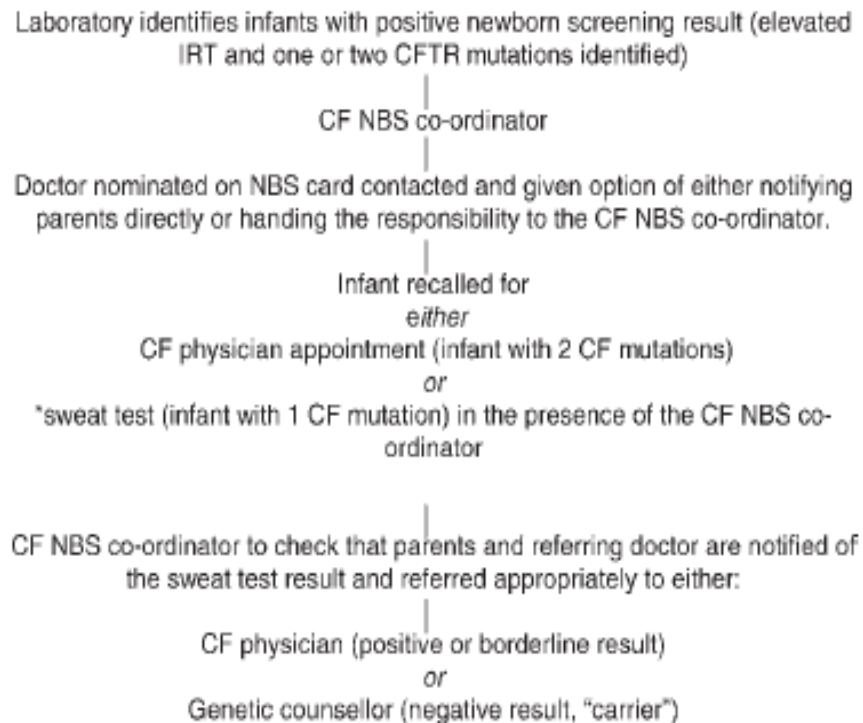 Laboratory identifies infants with positive newborn screening result (elevated
IRT and one or two CFTR mutations identified)
CF NBS co-ordinator
Doctor nominated on NBS card contacted and given option of either notifying
parents directly or handing the responsibility to the CF NBS co-ordinator.
Infant recalled for
either
CF physician appointment (infant with 2 CF mutations)
or
*sweat test (infant with 1 CF mutation) in the presence of the CF NBS co-
ordinator
CF NBS co-ordinator to check that parents and referring doctor are notified of
the sweat test result and referred appropriately to either:
CF physician (positive or borderline result)
or
Genetic counsellor (negative result, “carrier”)